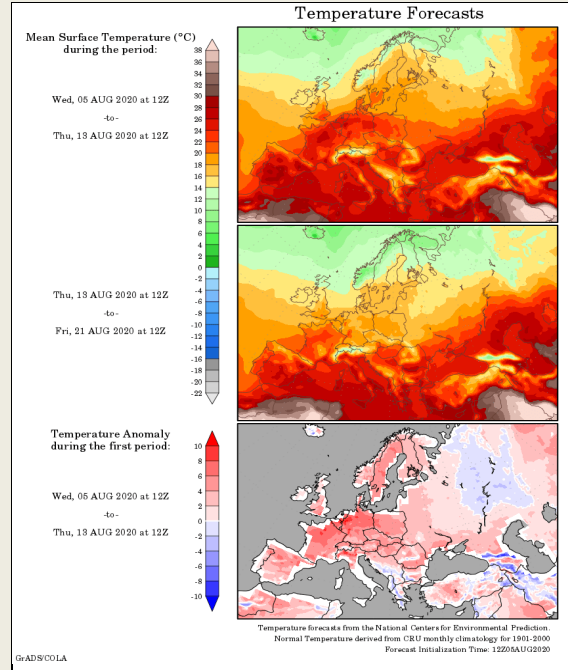 Temperature Forecasts
Mean Surface Temperature (°C)
during the period:
Wed, 05 AUG 2020 at 12Z
-to-
Thu, 13 AUG 2020 at 12Z
38
36
34
32
30
28
26
24
22
20
18
16
14
12
10
8
6
4
2
0
-2
-4
-6
-8
-10
-12
-14
-16
-18
-20
-22
Thu, 13 AUG 2020 at 12Z
-to-
Fri, 21 AUG 2020 at 12Z
Temperature Anomaly
during the first period:
Wed, 05 AUG 2020 at 12Z
-to-
Thu, 13 AUG 2020 at 12Z
10
8
6
4
2
0
-2
-4
-6
-8
-10
Temperature forecasts from the National Centers for Environmental Prediction.
Normal Temperature derived from CRU monthly climatology for 1901-2000
Forecast Initialization Time: 12Z05AUG2020
GrADS/COLA